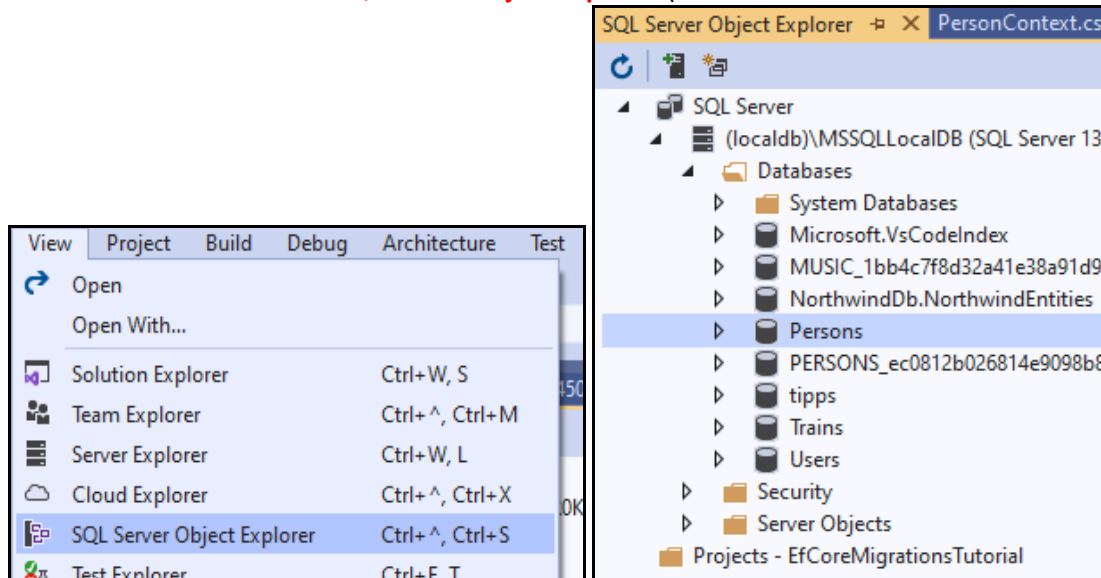 View Project Build Debug Architecture Test
Open
Open With...
Solution Explorer Ctrl+W, S
Team Explorer Ctrl+^, Ctrl+M
Server Explorer Ctrl+W, L
Cloud Explorer Ctrl+^, Ctrl+X
SQL Server Object Explorer Ctrl+^, Ctrl+S
Test Explorer Ctrl+E, T
SQL Server Object Explorer PersonContext.cs
SQL Server
(localdb)\MSSQLLocalDB (SQL Server 13
Databases
System Databases
Microsoft.VsCodeIndex
MUSIC_1bb4c7f8d32a41e38a91d9
NorthwindDb.NorthwindEntities
Persons
PERSONS_ec0812b026814e9098b8
tipps
Trains
Users
Security
Server Objects
Projects - EfCoreMigrationsTutorial